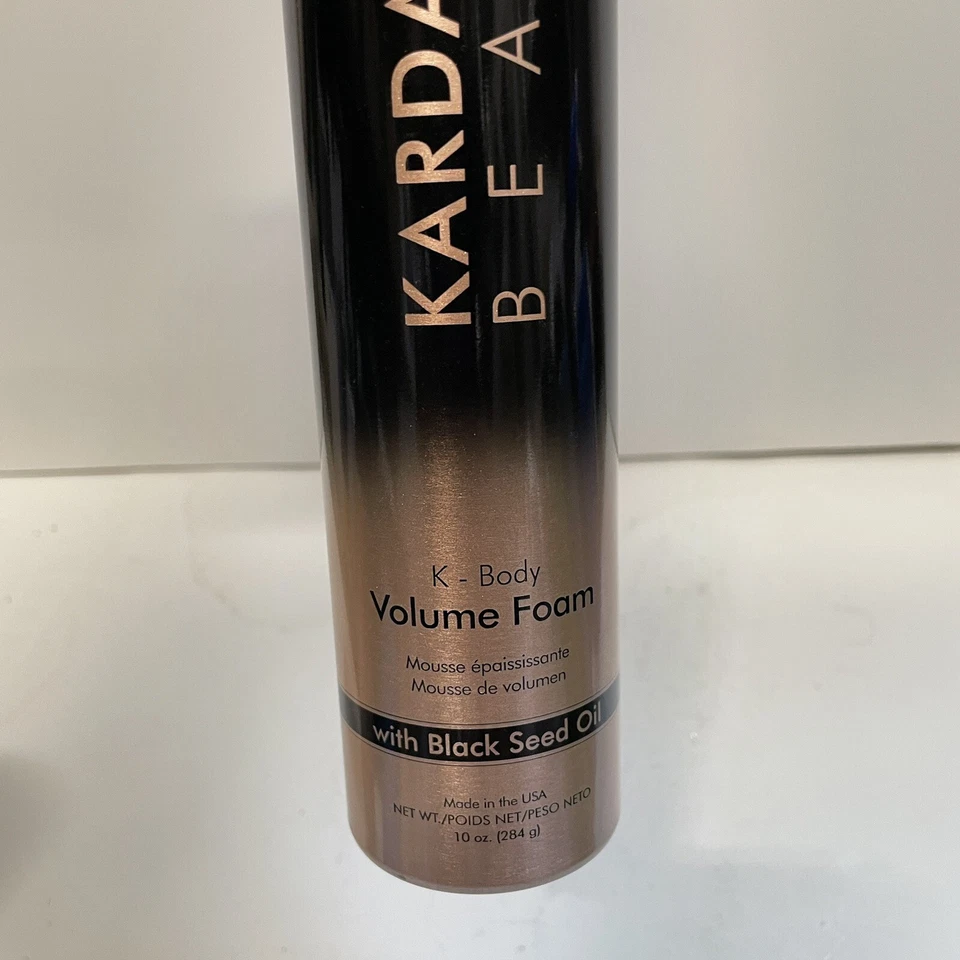 KARDA
BEA
K - Body
Volume Foam
Mousse épaississante
Mousse de volumen
with Black Seed Oil
Made in the USA
NET WT./POIDS NET/PESO NETO
10 oz. (284 g)